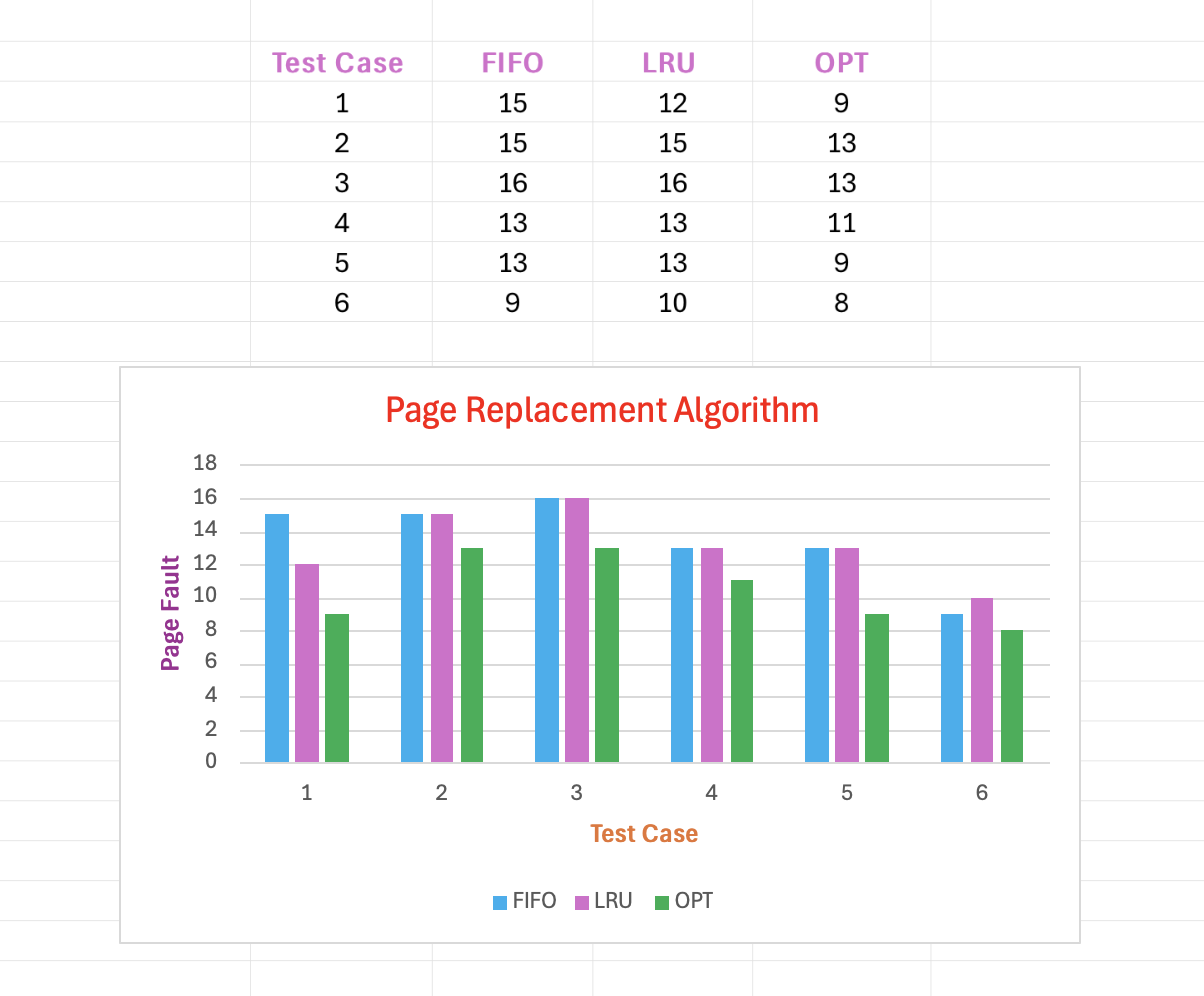 Test Case FIFO LRU OPT
1 15 12 9
2 15 15 13
3 16 16 13
4 13 13 11
5 13 13 9
6 9 10 8
Page Replacement Algorithm
18
16
14
12
10
8
6
4
2
0
Page Fault
1 2 3 4 5 6
Test Case
FIFO LRU OPT